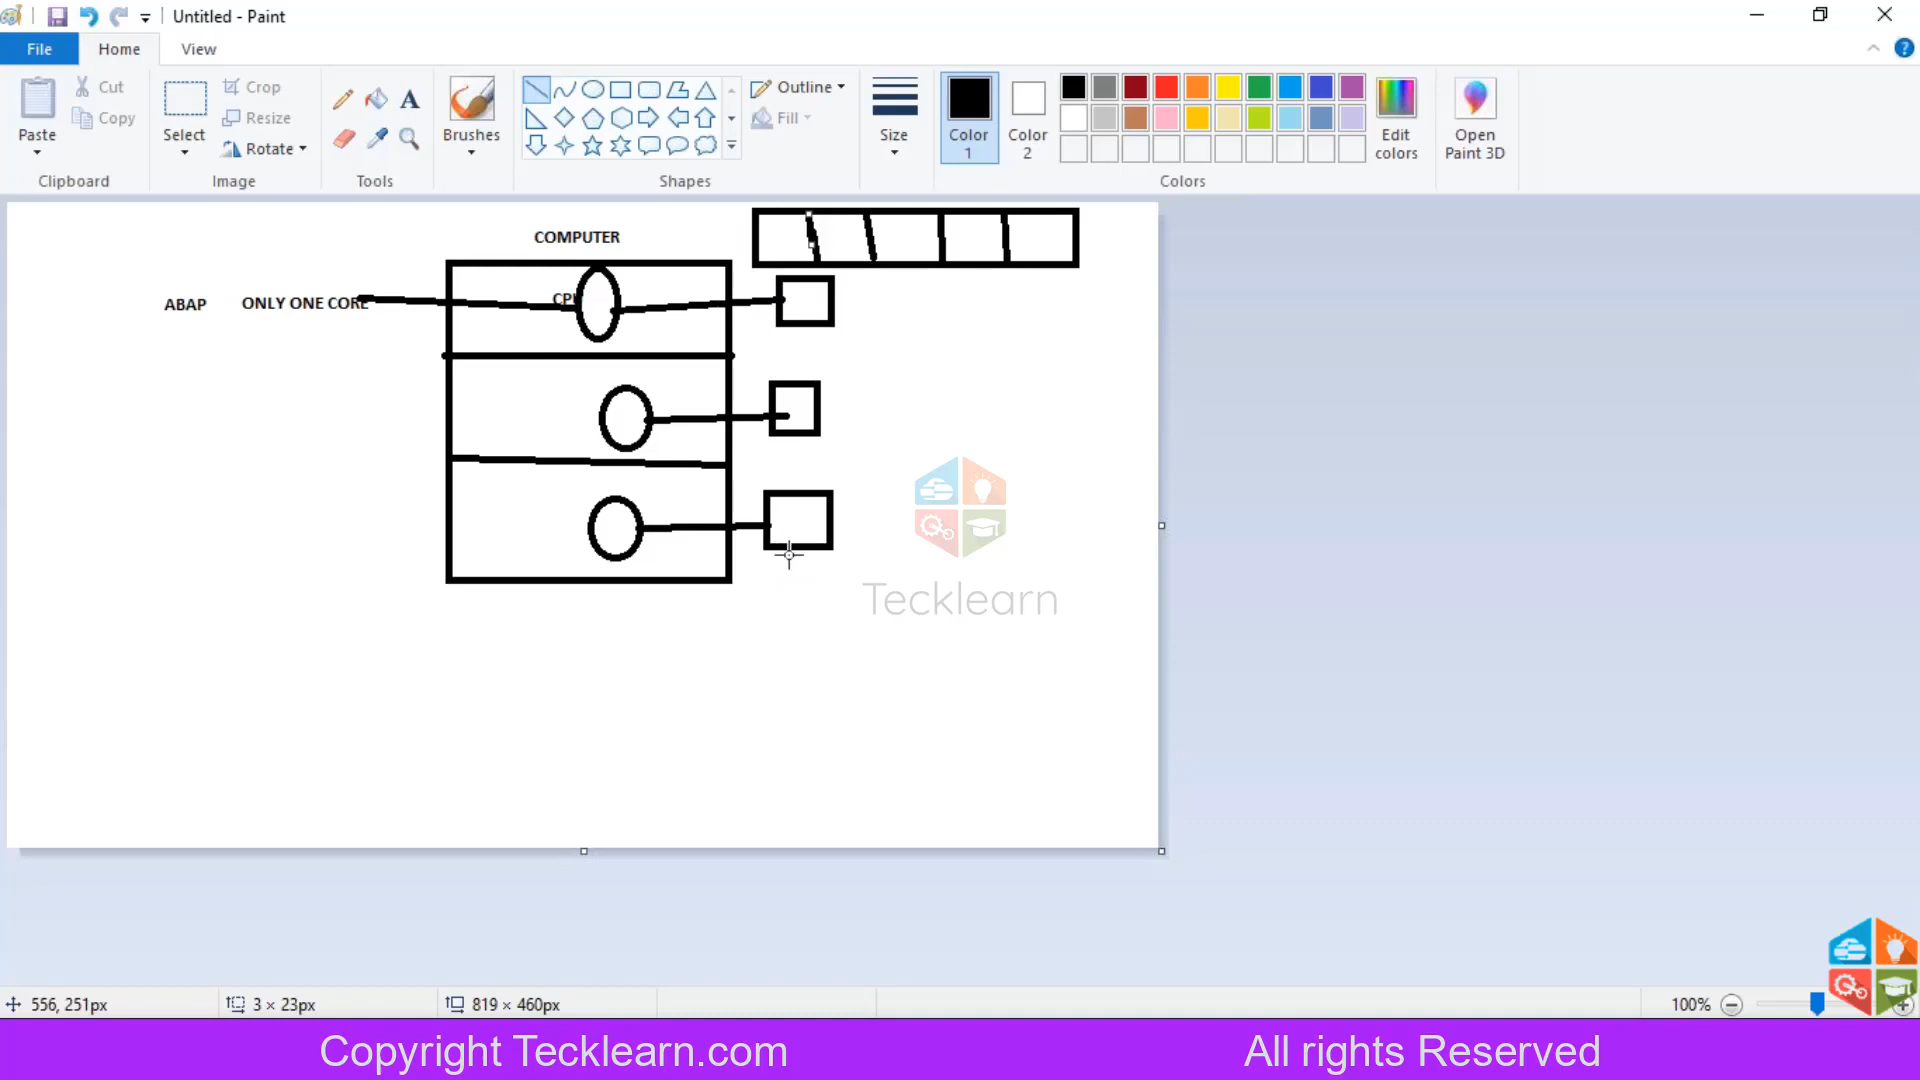 Untitled - Paint
File Home View
Paste
Cut
Copy
Clipboard
Select
Crop
Resize
Rotate
Image
Tools
Brushes
Shapes
Outline
Fill
Size
Color 1
Color 2
Edit colors
Colors
Open Paint 3D
COMPUTER
ABAP ONLY ONE CORE
Tecklearn
556, 251px
3 × 23px
819 × 460px
100%
Copyright Tecklearn.com
All rights Reserved